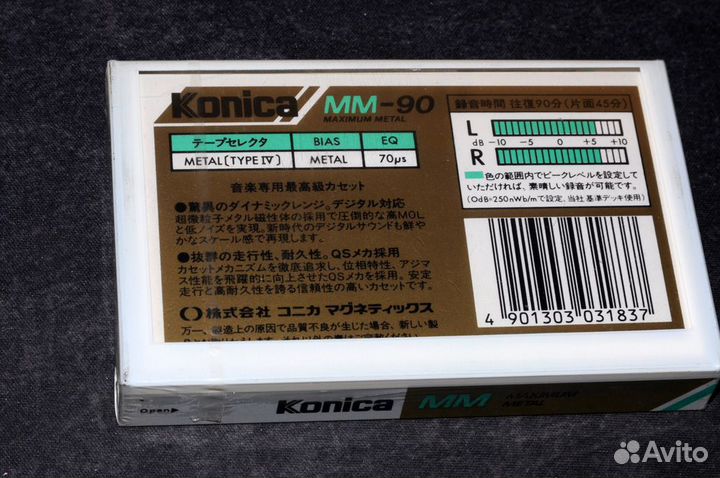 Konica MM-90
MAXIMUM METAL
テープセレクタ BIAS EQ
METAL(TYPE IV) METAL 70μs
音楽専用最高級カセット
●驚異のダイナミックレンジ。デジタル対応
超微粒子メタル磁性体の採用で圧倒的な高MOL
と低ノイズを実現。新時代のデジタルサウンドも鮮や
かなスケール感で再現します。
●抜群の走行性、耐久性。QSメカ採用
カセットメカニズムを徹底追求し、位相特性、アジマ
ス性能を飛躍的に向上させたQSメカを採用。安定
走行と高耐久性を誇る信頼性の高いカセットです。
株式会社 コニカ マグネティックス
万一、製造上の原因で品質不良が生じた場合、新しい製
録音時間 往復90分(片面45分)
L
dB -10 -5 0 +5 +10
R
色の範囲内でピークレベルを設定して
いただければ、素晴しい録音が可能です。
(0dB=250nWb/mで設定、当社基準デッキ使用)
4 901303 031837
Open▶
Konica MM MAXIMUM
METAL
Avito